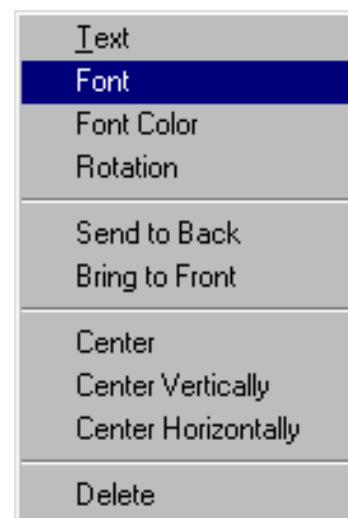 Text
Font
Font Color
Rotation
Send to Back
Bring to Front
Center
Center Vertically
Center Horizontally
Delete